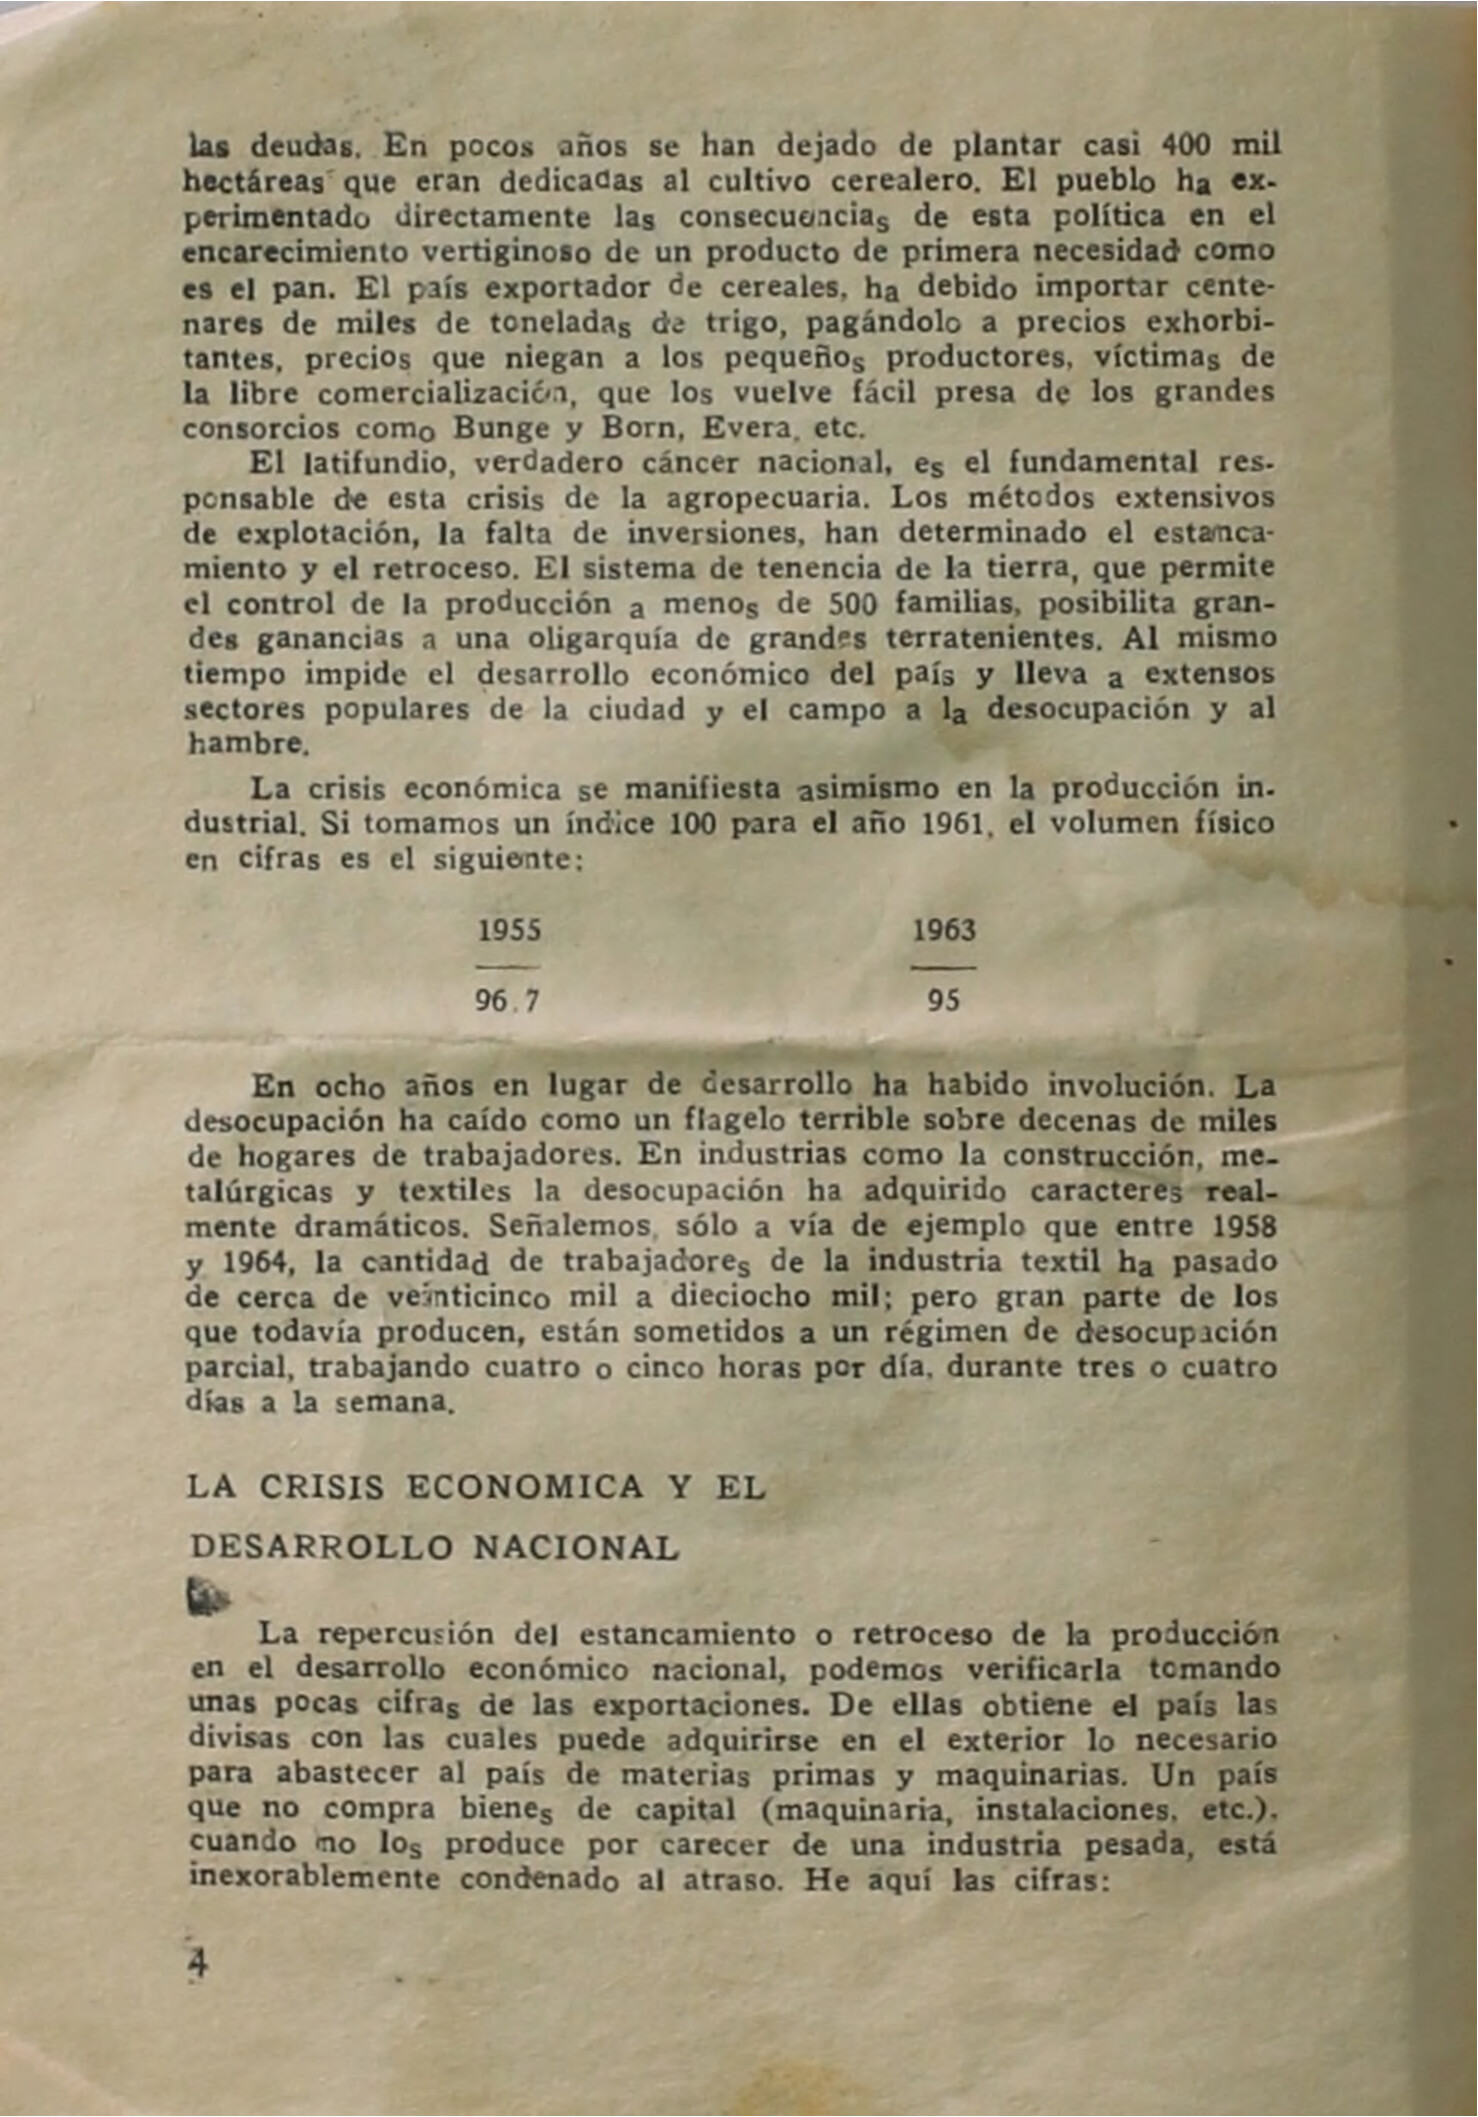 las deudas. En pocos años se han dejado de plantar casi 400 mil
hectáreas que eran dedicadas al cultivo cerealero. El pueblo ha ex-
perimentado directamente las consecuencias de esta política en el
encarecimiento vertiginoso de un producto de primera necesidad como
es el pan. El país exportador de cereales, ha debido importar cente-
nares de miles de toneladas de trigo, pagándolo a precios exhorbi-
tantes, precios que niegan a los pequeños productores, víctimas de
la libre comercialización, que los vuelve fácil presa de los grandes
consorcios como Bunge y Born, Evera, etc.
El latifundio, verdadero cáncer nacional, es el fundamental res-
ponsable de esta crisis de la agropecuaria. Los métodos extensivos
de explotación, la falta de inversiones, han determinado el estanca-
miento y el retroceso. El sistema de tenencia de la tierra, que permite
el control de la producción a menos de 500 familias, posibilita gran-
des ganancias a una oligarquía de grandes terratenientes. Al mismo
tiempo impide el desarrollo económico del país y lleva a extensos
sectores populares de la ciudad y el campo a la desocupación y al
hambre.
La crisis económica se manifiesta asimismo en la producción in-
dustrial. Si tomamos un índice 100 para el año 1961, el volumen físico
en cifras es el siguiente:
1955 1963
96.7 95
En ocho años en lugar de desarrollo ha habido involución. La
desocupación ha caído como un flagelo terrible sobre decenas de miles
de hogares de trabajadores. En industrias como la construcción, me-
talúrgicas y textiles la desocupación ha adquirido caracteres real-
mente dramáticos. Señalemos, sólo a vía de ejemplo que entre 1958
y 1964, la cantidad de trabajadores de la industria textil ha pasado
de cerca de veinticinco mil a dieciocho mil; pero gran parte de los
que todavía producen, están sometidos a un régimen de desocupación
parcial, trabajando cuatro o cinco horas por día, durante tres o cuatro
días a la semana.
LA CRISIS ECONOMICA Y EL
DESARROLLO NACIONAL
La repercusión del estancamiento o retroceso de la producción
en el desarrollo económico nacional, podemos verificarla tomando
unas pocas cifras de las exportaciones. De ellas obtiene el país las
divisas con las cuales puede adquirirse en el exterior lo necesario
para abastecer al país de materias primas y maquinarias. Un país
que no compra bienes de capital (maquinaria, instalaciones, etc.),
cuando no los produce por carecer de una industria pesada, está
inexorablemente condenado al atraso. He aquí las cifras:
4